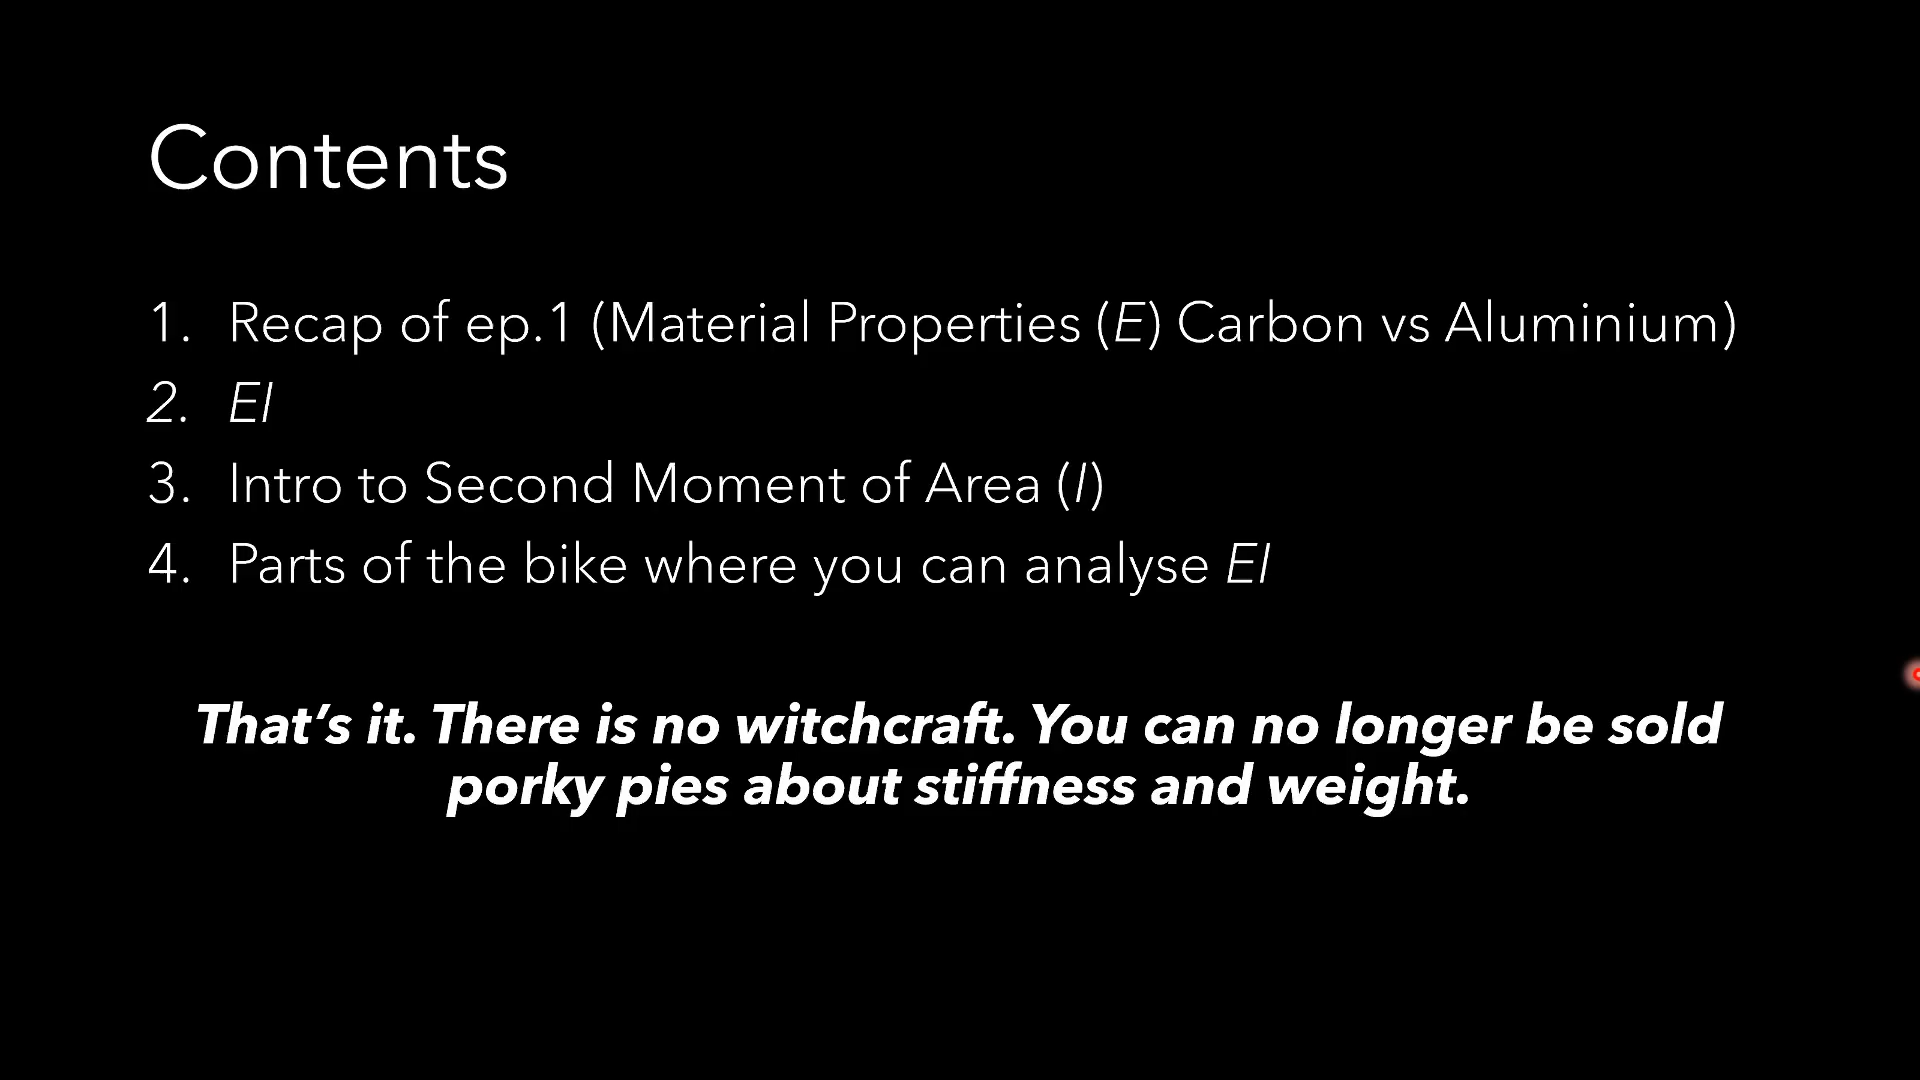 Contents
1. Recap of ep.1 (Material Properties (E) Carbon vs Aluminium)
2. EI
3. Intro to Second Moment of Area (I)
4. Parts of the bike where you can analyse EI
That’s it. There is no witchcraft. You can no longer be sold
porky pies about stiffness and weight.